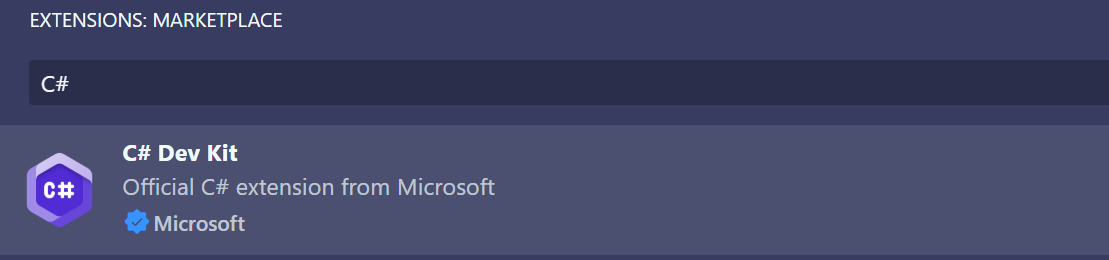 EXTENSIONS: MARKETPLACE
C#
C# Dev Kit
C#
Official C# extension from Microsoft
Microsoft